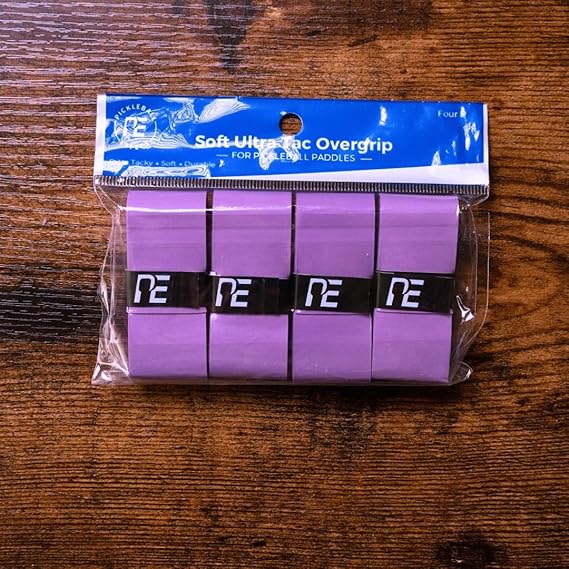 PICKLEBALL
PE
Four
Soft Ultra Tac Overgrip
FOR PICKLEBALL PADDLES
Tacky • Soft • Durable
PE PE PE PE